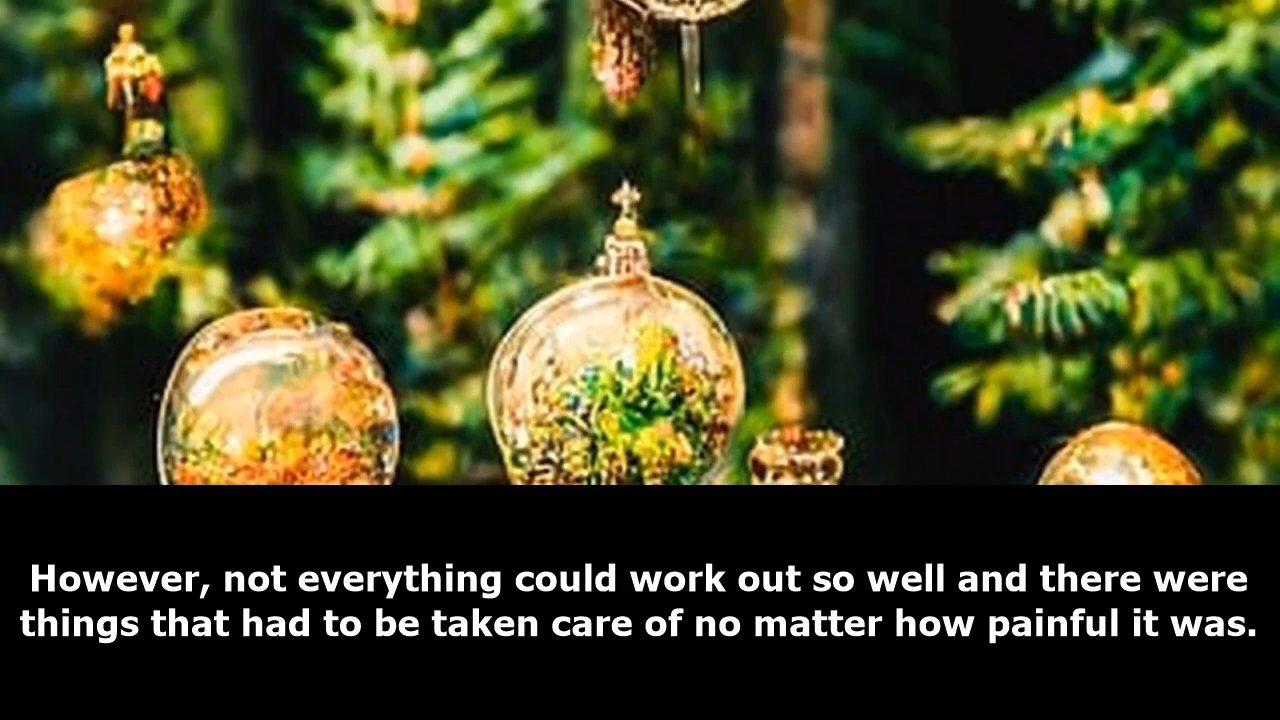 However, not everything could work out so well and there were
things that had to be taken care of no matter how painful it was.